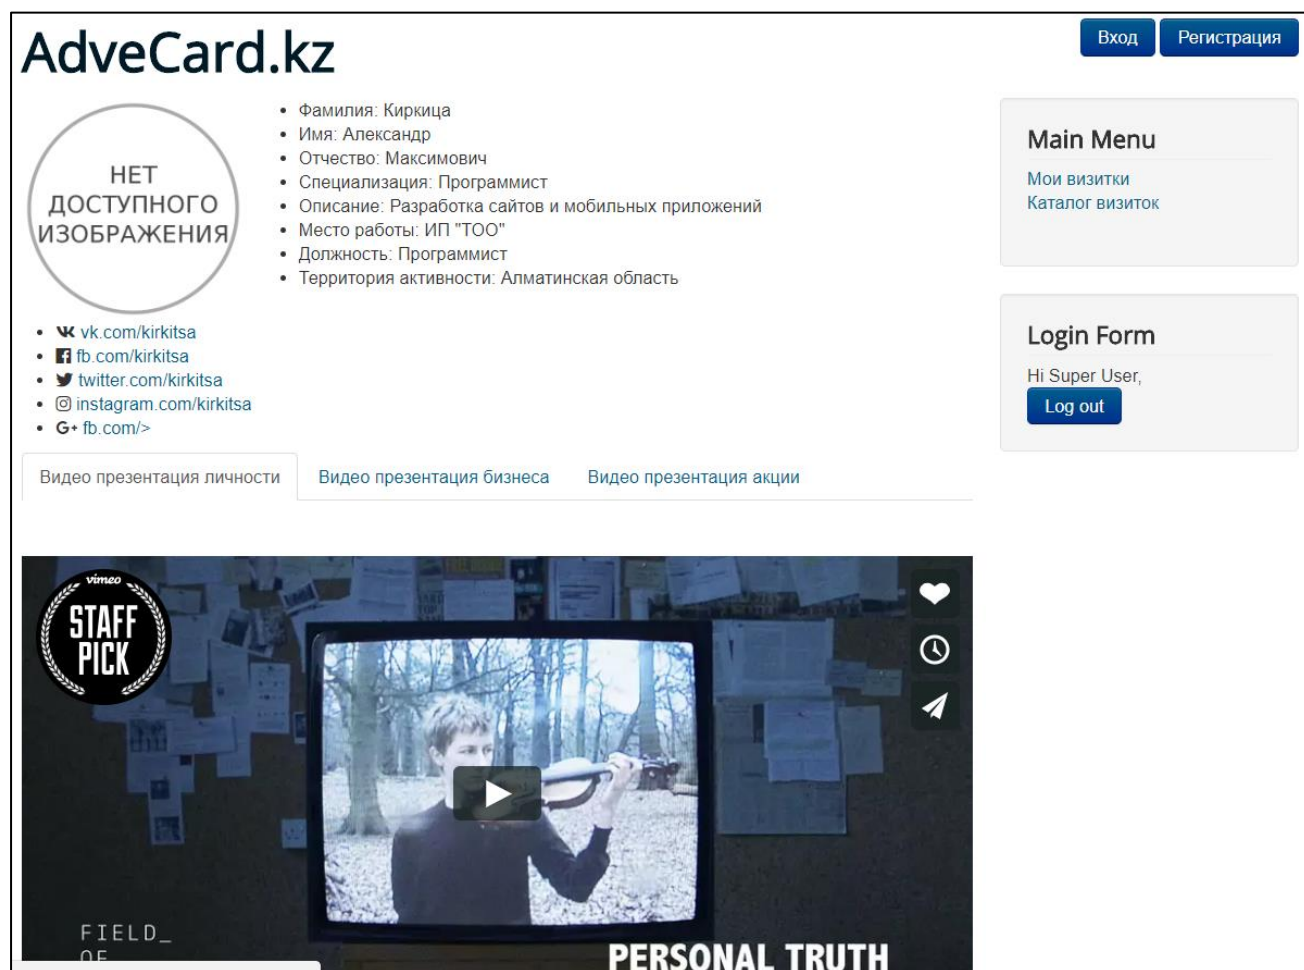 AdveCard.kz
Вход
Регистрация
НЕТ
ДОСТУПНОГО
ИЗОБРАЖЕНИЯ
Фамилия: Киркица
Имя: Александр
Отчество: Максимович
Специализация: Программист
Описание: Разработка сайтов и мобильных приложений
Место работы: ИП "ТОО"
Должность: Программист
Территория активности: Алматинская область
vk.com/kirkitsa
fb.com/kirkitsa
twitter.com/kirkitsa
instagram.com/kirkitsa
G+ fb.com/>
Main Menu
Мои визитки
Каталог визиток
Login Form
Hi Super User,
Log out
Видео презентация личности
Видео презентация бизнеса
Видео презентация акции
vimeo
STAFF
PICK
FIELD_
OF
PERSONAL TRUTH